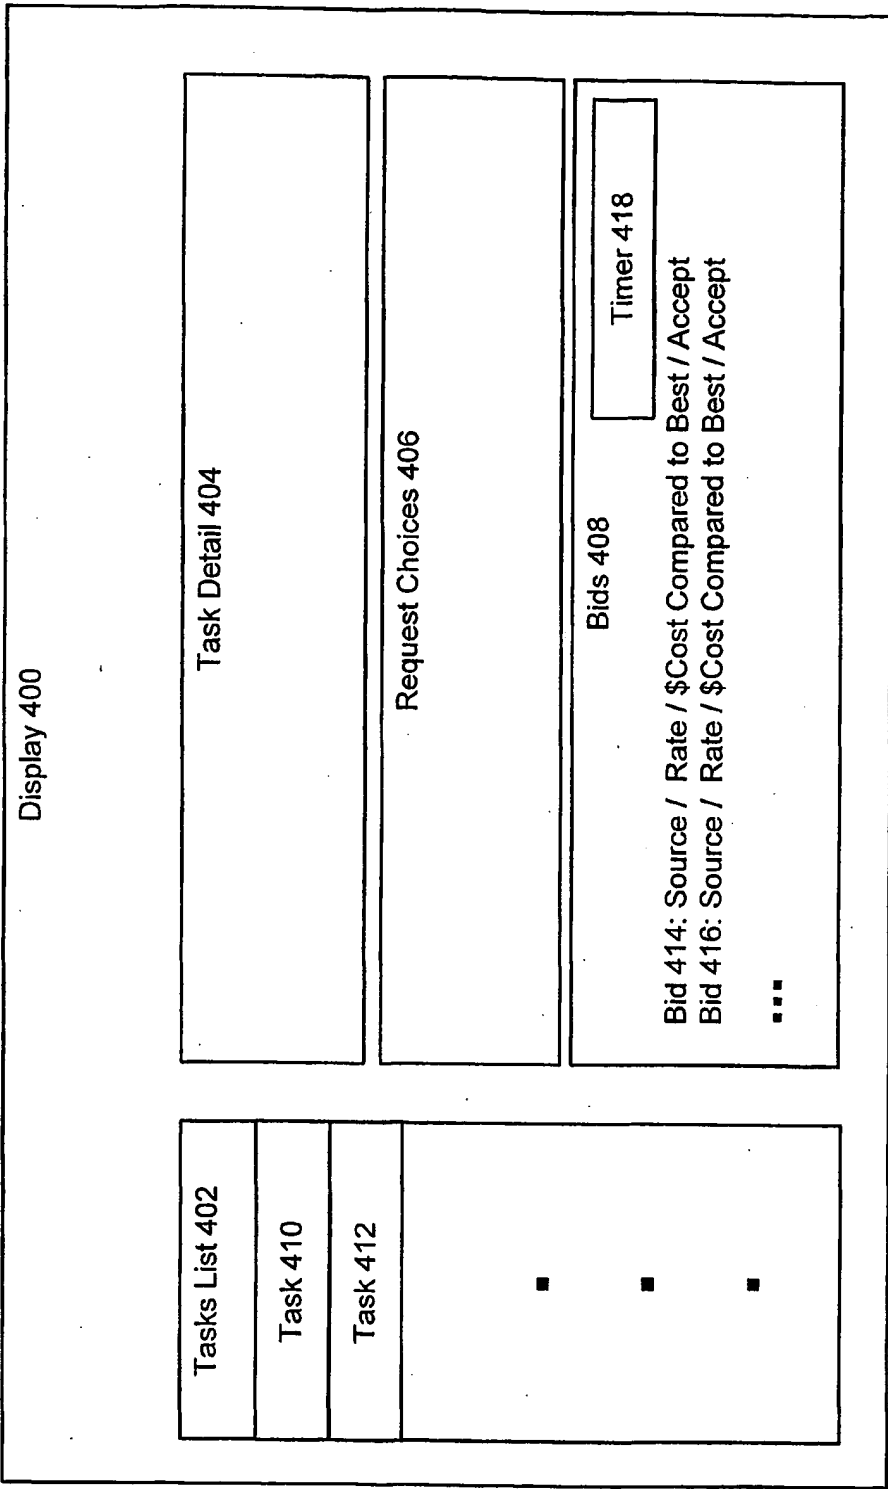 Display 400
Tasks List 402
Task 410
Task 412
Task Detail 404
Request Choices 406
Bids 408
Timer 418
Bid 414: Source / Rate / $Cost Compared to Best / Accept
Bid 416: Source / Rate / $Cost Compared to Best / Accept